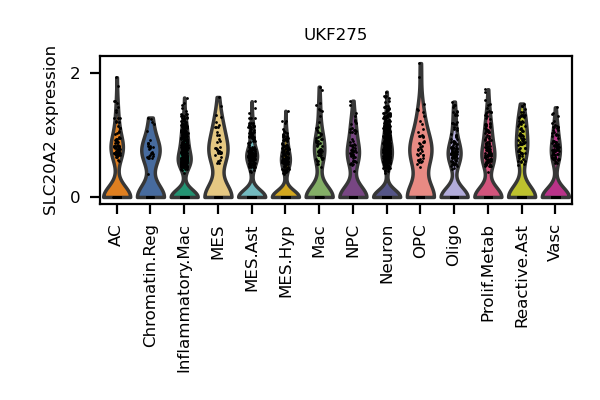 UKF275
SLC20A2 expression
2
0
AC
Chromatin.Reg
Inflammatory.Mac
MES
MES.Ast
MES.Hyp
Mac
NPC
Neuron
OPC
Oligo
Prolif.Metab
Reactive.Ast
Vasc